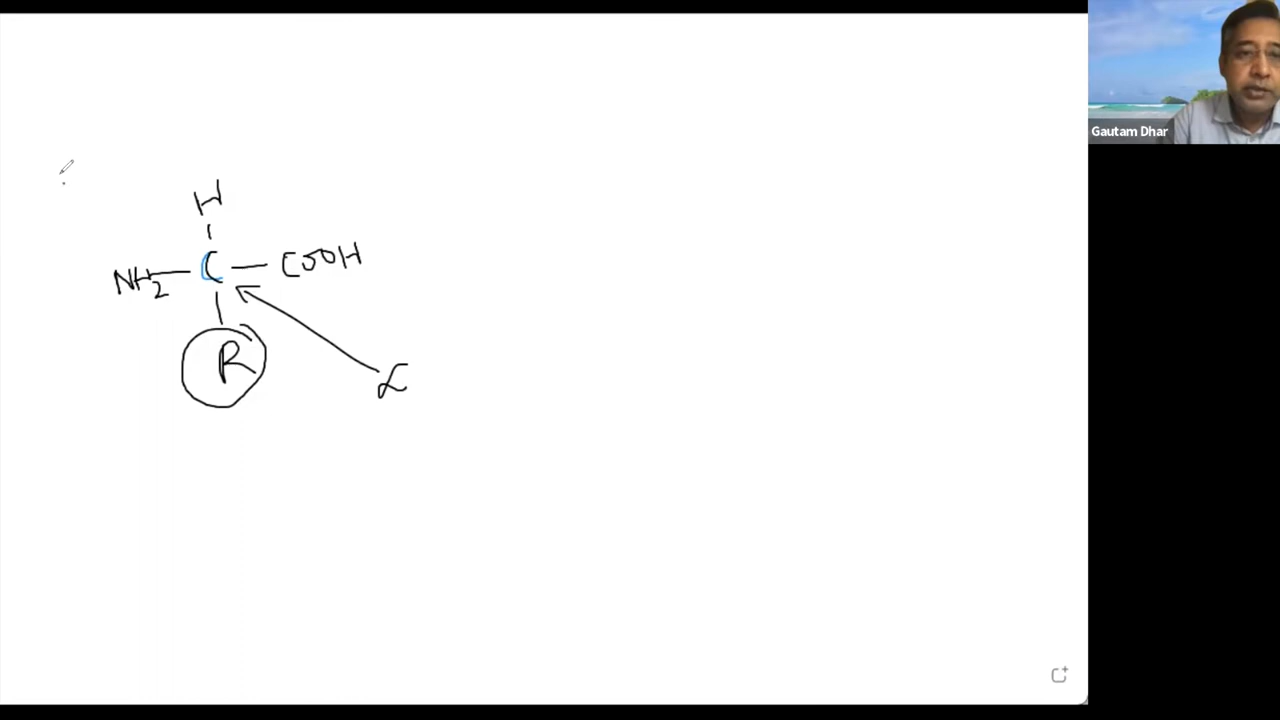 Gautam Dhar
H
NH2 — C — COOH
R
α